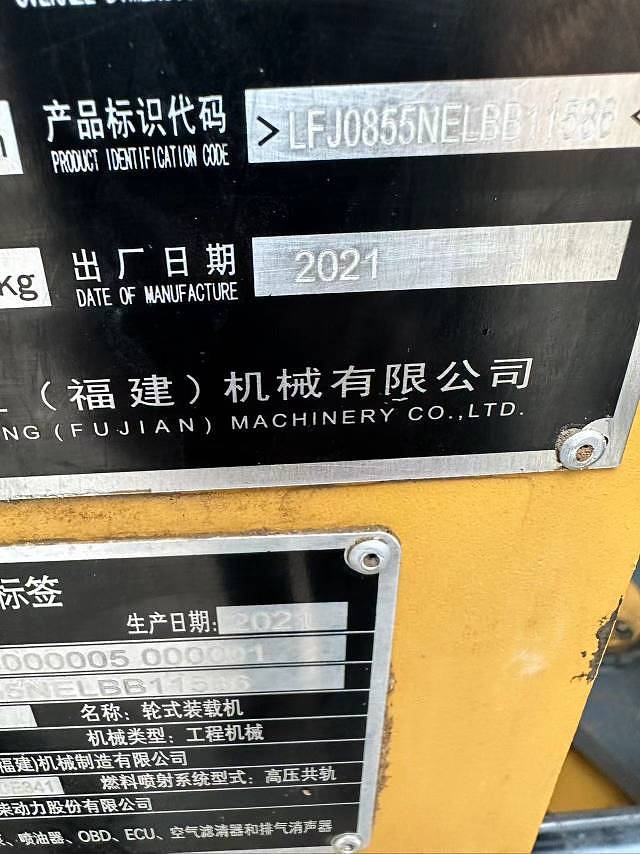 产品标识代码
PRODUCT IDENTIFICATION CODE
>LFJ0855NELBB11586<
kg
出厂日期
DATE OF MANUFACTURE
2021
（福建）机械有限公司
NG (FUJIAN) MACHINERY CO.,LTD.
标签
生产日期: 2021
000005 000001
5NELBB11586
名称: 轮式装载机
机械类型: 工程机械
福建)机械制造有限公司
燃料喷射系统型式: 高压共轨
动力股份有限公司
、喷油器、OBD、ECU、空气滤清器和排气消声器